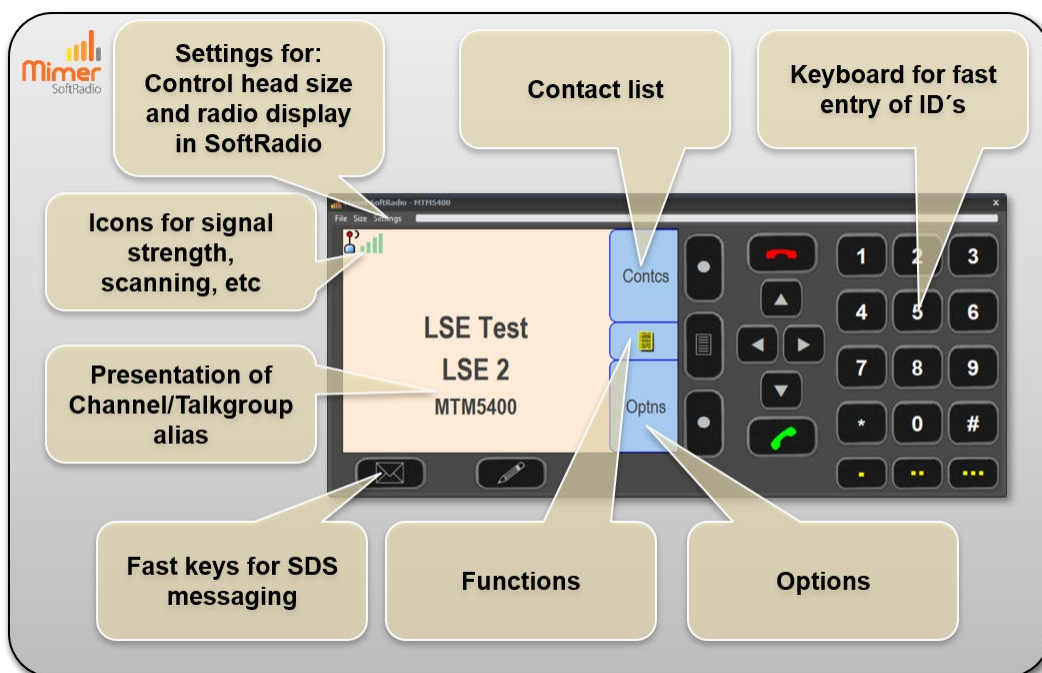 Mimer
SoftRadio
Settings for:
Control head size
and radio display
in SoftRadio
Contact list
Keyboard for fast
entry of ID´s
Icons for signal
strength,
scanning, etc
Presentation of
Channel/Talkgroup
alias
Mimer SoftRadio - MTM5400
x
File Size Settings
LSE Test
LSE 2
MTM5400
Contcs
Optns
1 2 3
4 5 6
7 8 9
* 0 #
Fast keys for SDS
messaging
Functions
Options